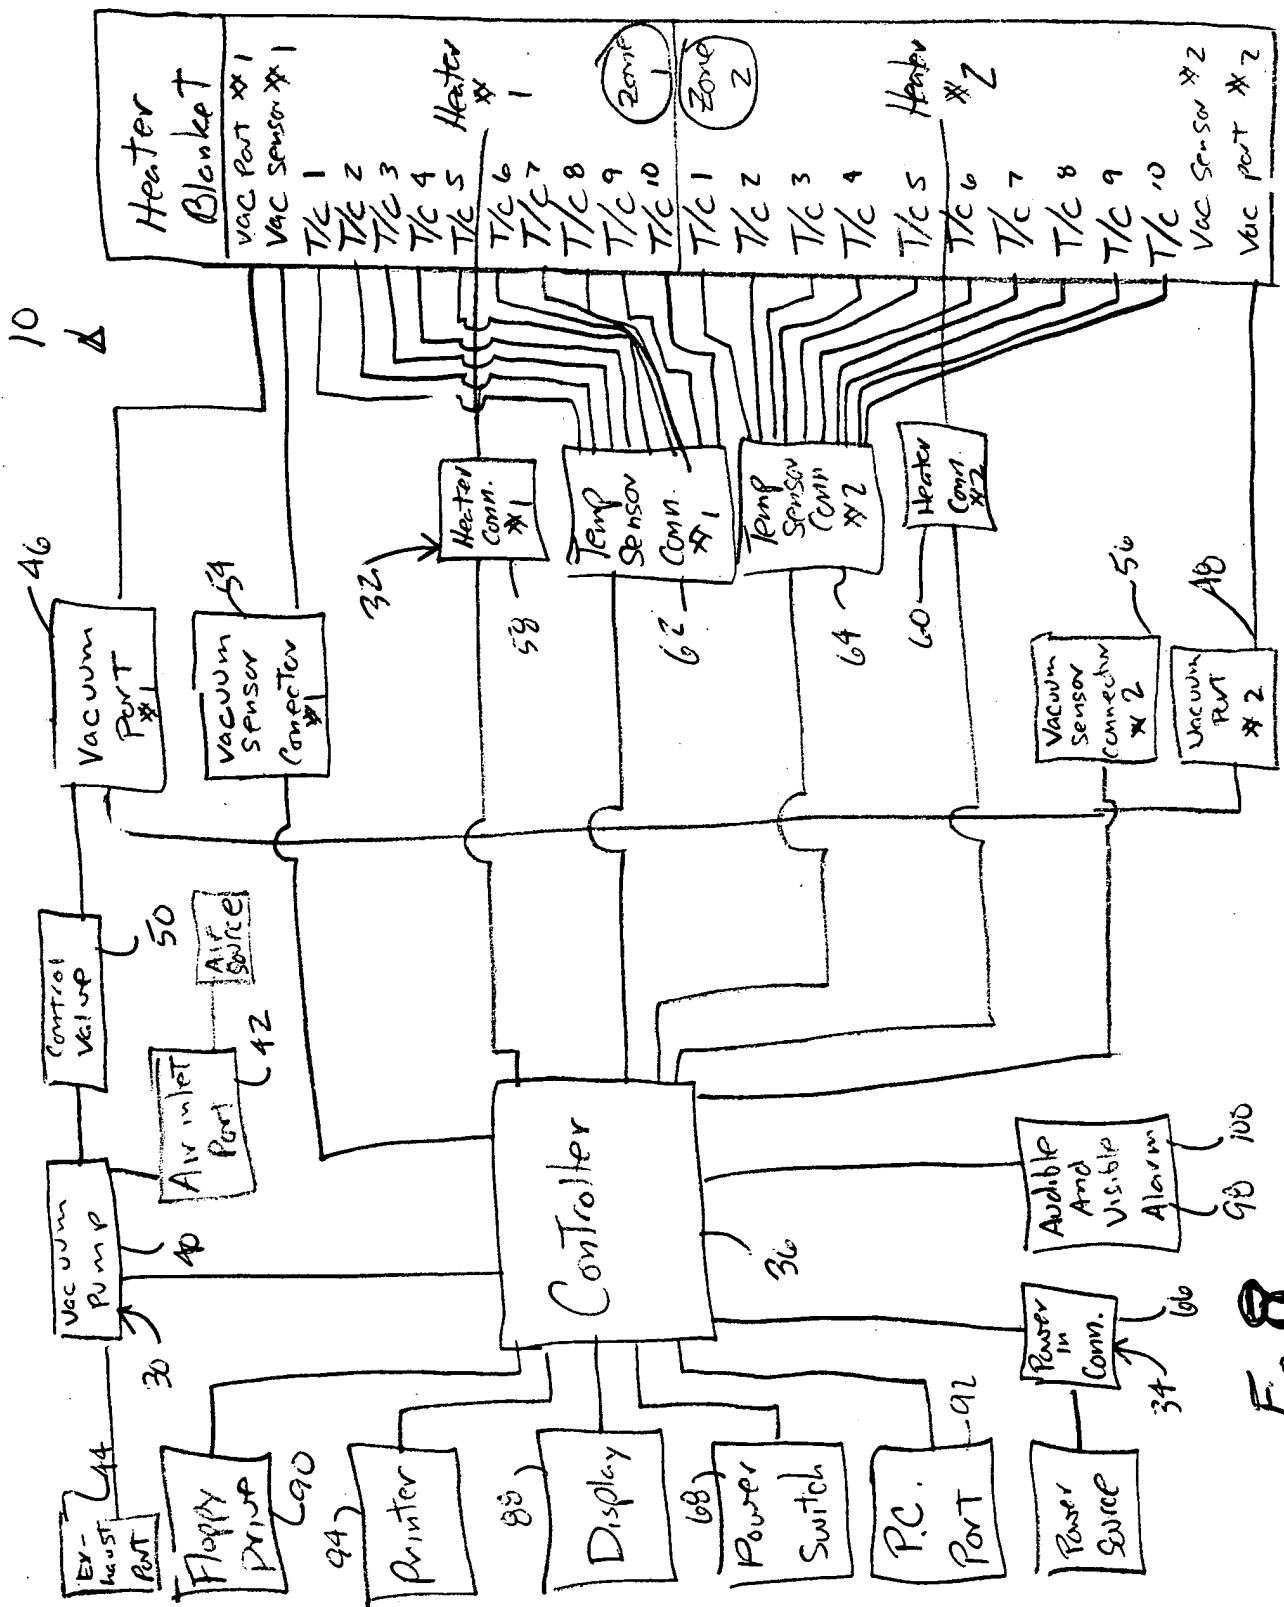 10
Heater
Blanket
Vac Port #1
Vac Sensor #1
T/C 1
T/C 2
T/C 3
T/C 4
T/C 5
T/C 6
T/C 7
T/C 8
T/C 9
T/C 10
Heater
#
1
Zone
1
Zone
2
T/C 1
T/C 2
T/C 3
T/C 4
T/C 5
T/C 6
T/C 7
T/C 8
T/C 9
T/C 10
Heater
#
2
Vac Sensor #2
Vac port #2
46
Vacuum
Port
#1
54
Vacuum
Sensor
Conector
#1
32
Heater
Conn.
#1
58
Temp
Sensor
Conn.
#1
62
Temp
Sensor
Conn
#2
64
Heater
Conn.
#2
60
Vacuum
Sensor
Connector
#2
56
Vacuum
Port
#2
48
Control
Valve
50
Air
Source
Air inlet
Port
42
Vacuum
Pump
40
30
Ex-
haust
Port
44
Controller
36
Floppy
Drive
90
Printer
94
Display
88
Power
Switch
68
P.C.
Port
92
Power
Source
Power
in
Conn.
66
34
Audible
And
Visible
Alarm
98
100
8